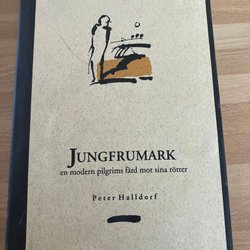 JUNGFRUMARK
en modern pilgrims färd mot sina rötter
Peter Halldorf